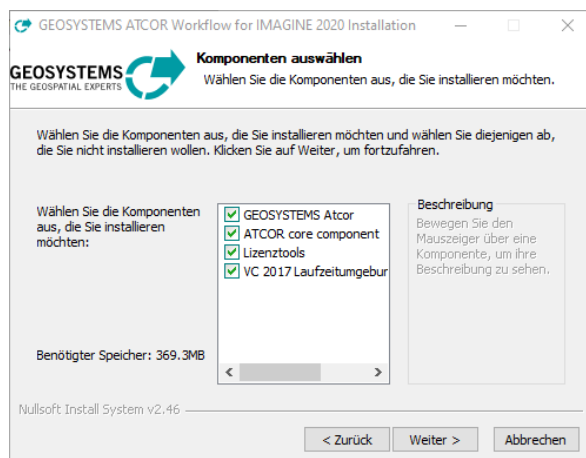 GEOSYSTEMS ATCOR Workflow for IMAGINE 2020 Installation
GEOSYSTEMS
THE GEOSPATIAL EXPERTS
Komponenten auswählen
Wählen Sie die Komponenten aus, die Sie installieren möchten.
Wählen Sie die Komponenten aus, die Sie installieren möchten und wählen Sie diejenigen ab,
die Sie nicht installieren wollen. Klicken Sie auf Weiter, um fortzufahren.
Wählen Sie die Komponenten
aus, die Sie installieren
möchten:
GEOSYSTEMS Atcor
ATCOR core component
Lizenztools
VC 2017 Laufzeitumgebur
Beschreibung
Bewegen Sie den
Mauszeiger über eine
Komponente, um ihre
Beschreibung zu sehen.
Benötigter Speicher: 369.3MB
Nullsoft Install System v2.46
< Zurück
Weiter >
Abbrechen